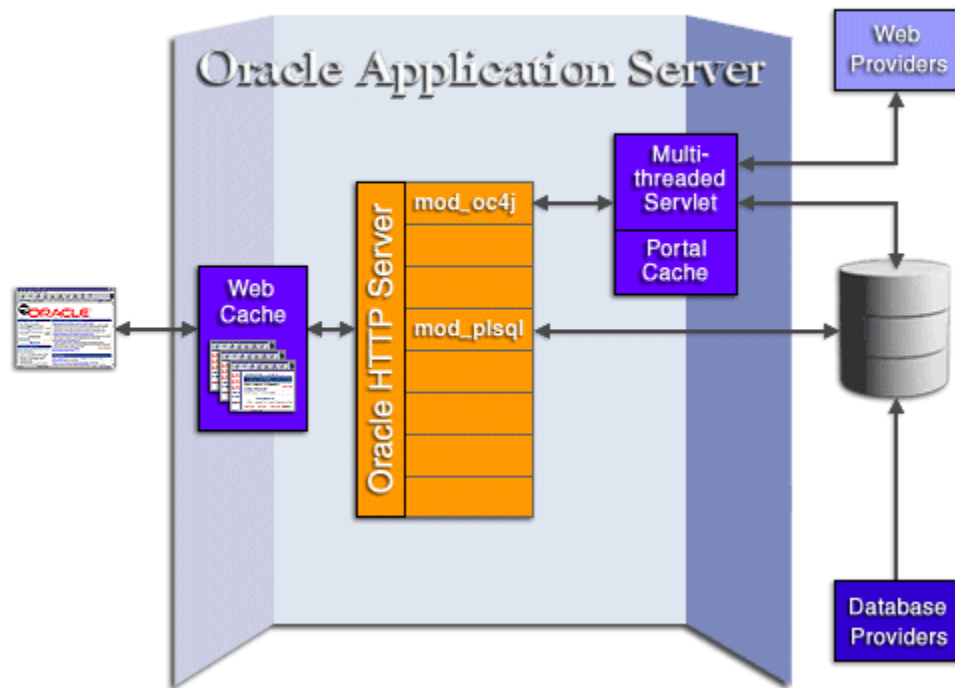 Oracle Application Server
Web
Providers
Multi-
threaded
Servlet
Portal
Cache
mod_oc4j
Oracle HTTP Server
mod_plsql
Web
Cache
ORACLE
Database
Providers